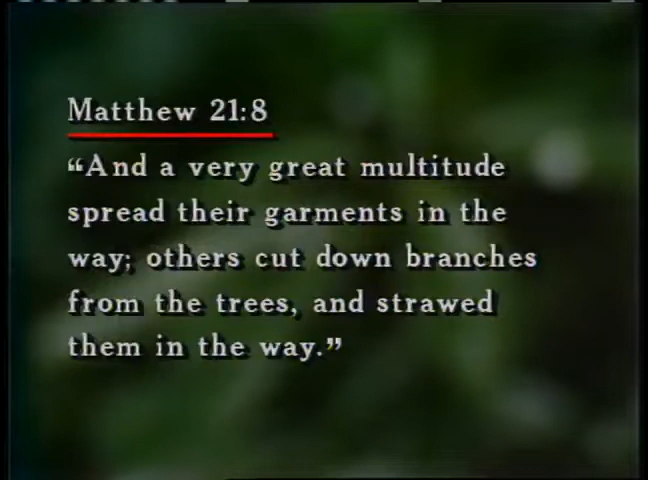 Matthew 21:8
“And a very great multitude
spread their garments in the
way; others cut down branches
from the trees, and strawed
them in the way.”